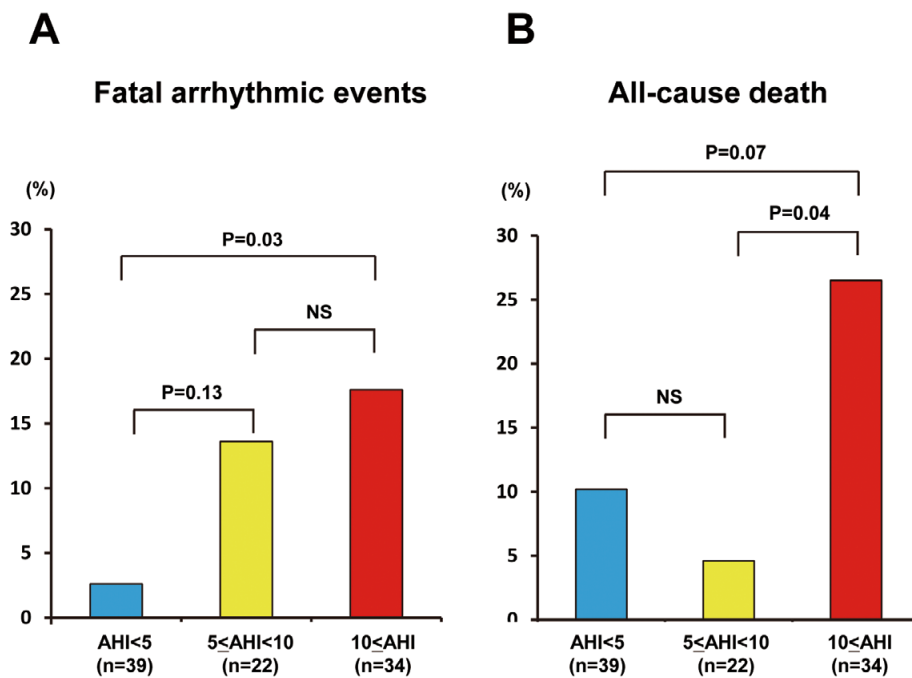 A
Fatal arrhythmic events
(%)
30
25
20
15
10
5
0
P=0.03
NS
P=0.13
AHI<5
(n=39)
5≤AHI<10
(n=22)
10≤AHI
(n=34)
B
All-cause death
(%)
30
25
20
15
10
5
0
P=0.07
P=0.04
NS
AHI<5
(n=39)
5≤AHI<10
(n=22)
10≤AHI
(n=34)